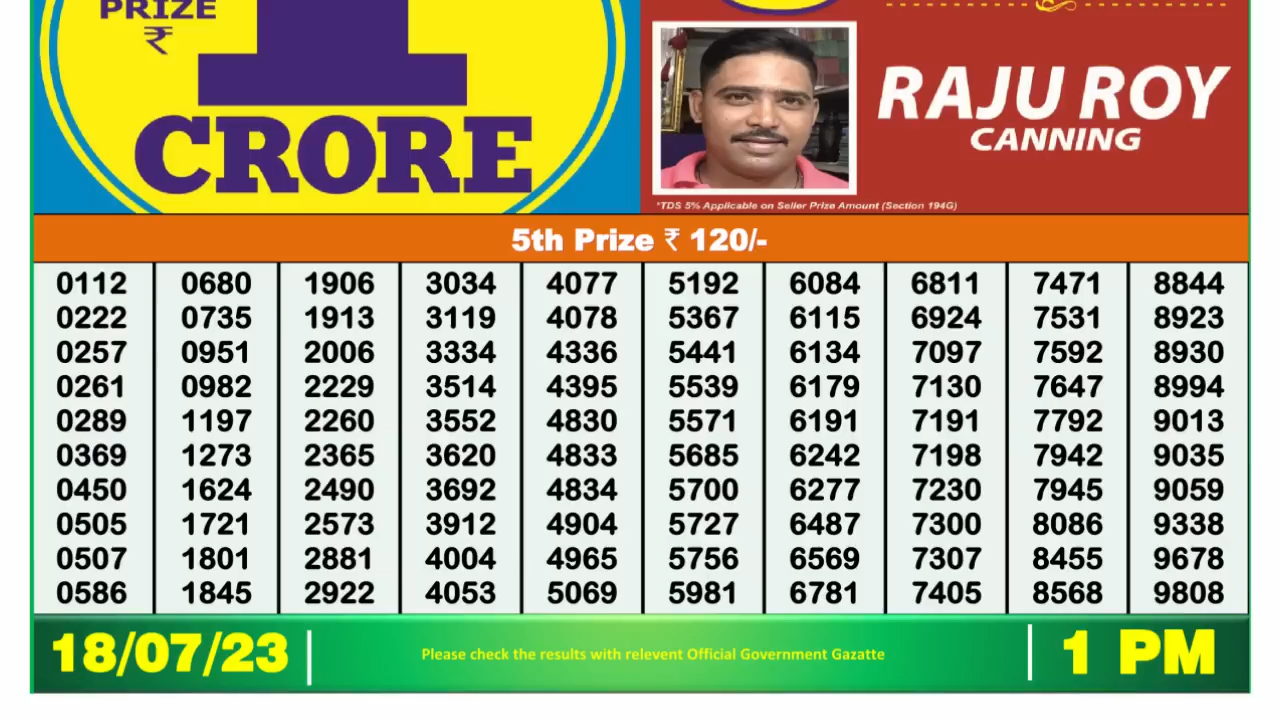 PRIZE
₹
1
CRORE
RAJU ROY
CANNING
*TDS 5% Applicable on Seller Prize Amount (Section 194G)
5th Prize ₹ 120/-
0112 0680 1906 3034 4077 5192 6084 6811 7471 8844
0222 0735 1913 3119 4078 5367 6115 6924 7531 8923
0257 0951 2006 3334 4336 5441 6134 7097 7592 8930
0261 0982 2229 3514 4395 5539 6179 7130 7647 8994
0289 1197 2260 3552 4830 5571 6191 7191 7792 9013
0369 1273 2365 3620 4833 5685 6242 7198 7942 9035
0450 1624 2490 3692 4834 5700 6277 7230 7945 9059
0505 1721 2573 3912 4904 5727 6487 7300 8086 9338
0507 1801 2881 4004 4965 5756 6569 7307 8455 9678
0586 1845 2922 4053 5069 5981 6781 7405 8568 9808
18/07/23
Please check the results with relevent Official Government Gazatte
1 PM